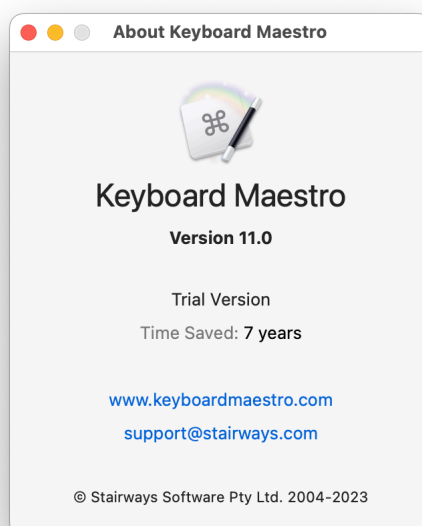 About Keyboard Maestro
Keyboard Maestro
Version 11.0
Trial Version
Time Saved: 7 years
www.keyboardmaestro.com
support@stairways.com
© Stairways Software Pty Ltd. 2004-2023